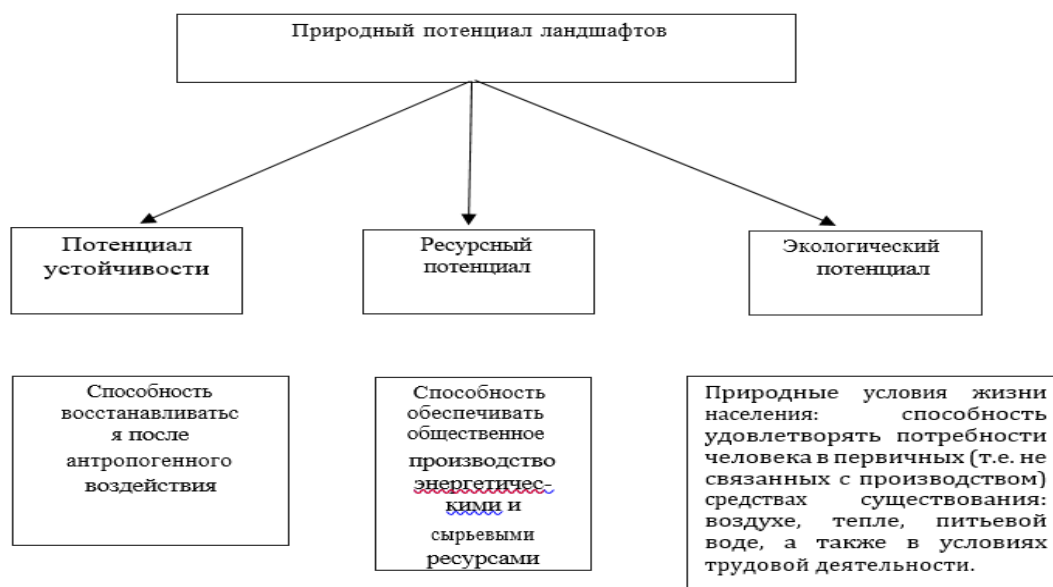 Природный потенциал ландшафтов
Потенциал
устойчивости
Ресурсный
потенциал
Экологический
потенциал
Способность
восстанавливатьс
я после
антропогенного
воздействия
Способность
обеспечивать
общественное
производство
энергетичес-
кими и
сырьевыми
ресурсами
Природные условия жизни
населения: способность
удовлетворять потребности
человека в первичных (т.е. не
связанных с производством)
средствах существования:
воздухе, тепле, питьевой
воде, а также в условиях
трудовой деятельности.